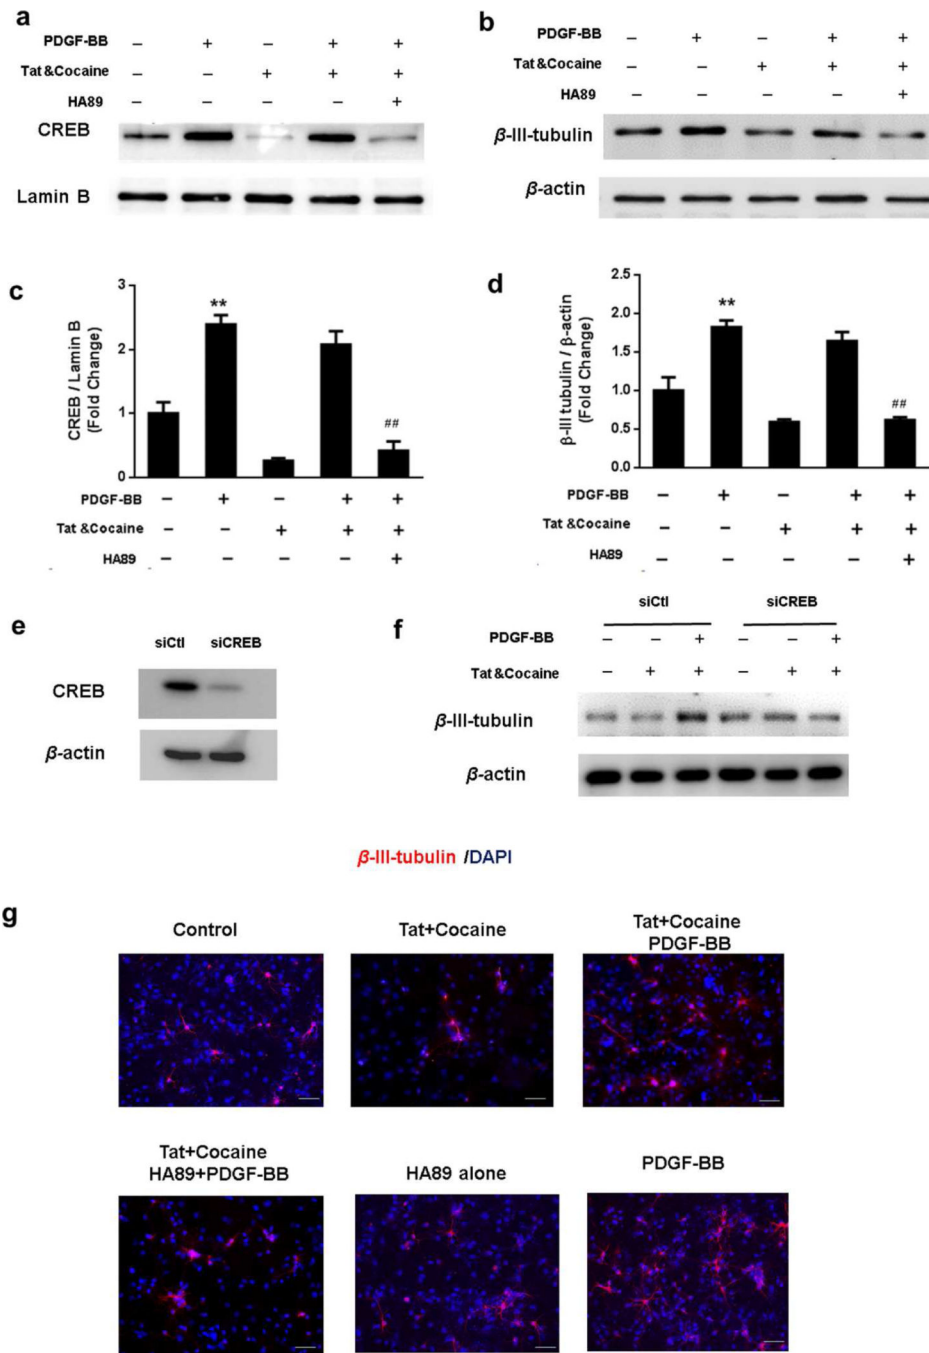 a
PDGF-BB – + – + +
Tat &Cocaine – – + + +
HA89 – – – – +
CREB
Lamin B
b
PDGF-BB – + – + +
Tat &Cocaine – – + + +
HA89 – – – – +
β-III-tubulin
β-actin
c
CREB / Lamin B
(Fold Change)
3
2
1
0
**
##
PDGF-BB – + – + +
Tat &Cocaine – – + + +
HA89 – – – – +
d
β-III tubulin / β-actin
(Fold Change)
2.5
2.0
1.5
1.0
0.5
0.0
**
##
PDGF-BB – + – + +
Tat &Cocaine – – + + +
HA89 – – – – +
e
siCtl siCREB
CREB
β-actin
f
siCtl siCREB
PDGF-BB – – + – – +
Tat &Cocaine – + + – + +
β-III-tubulin
β-actin
β-III-tubulin /DAPI
g
Control
Tat+Cocaine
Tat+Cocaine
PDGF-BB
Tat+Cocaine
HA89+PDGF-BB
HA89 alone
PDGF-BB